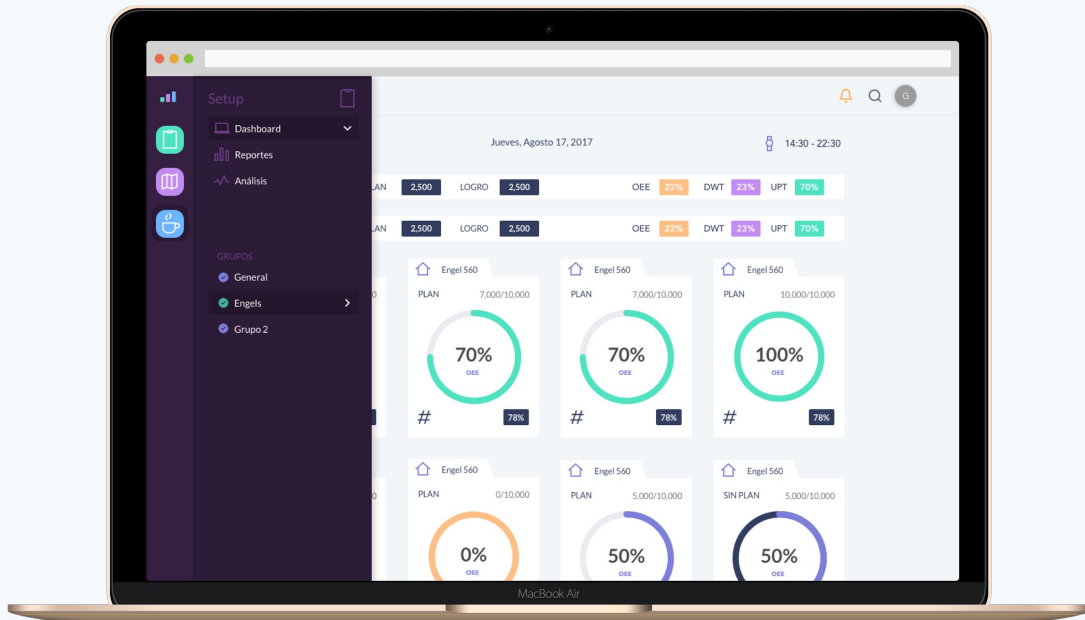 Setup
Dashboard
Reportes
Análisis
GRUPOS
General
Engels
Grupo 2
G
Jueves, Agosto 17, 2017
14:30 - 22:30
LAN 2,500 LOGRO 2,500 OEE 23% DWT 23% UPT 70%
LAN 2,500 LOGRO 2,500 OEE 23% DWT 23% UPT 70%
0
Engel 560
PLAN 7,000/10,000
70%
OEE
# 78%
Engel 560
PLAN 7,000/10,000
70%
OEE
# 78%
Engel 560
PLAN 10,000/10,000
100%
OEE
# 78%
0
Engel 560
PLAN 0/10,000
0%
OEE
Engel 560
PLAN 5,000/10,000
50%
OEE
Engel 560
SIN PLAN 5,000/10,000
50%
OEE
MacBook Air